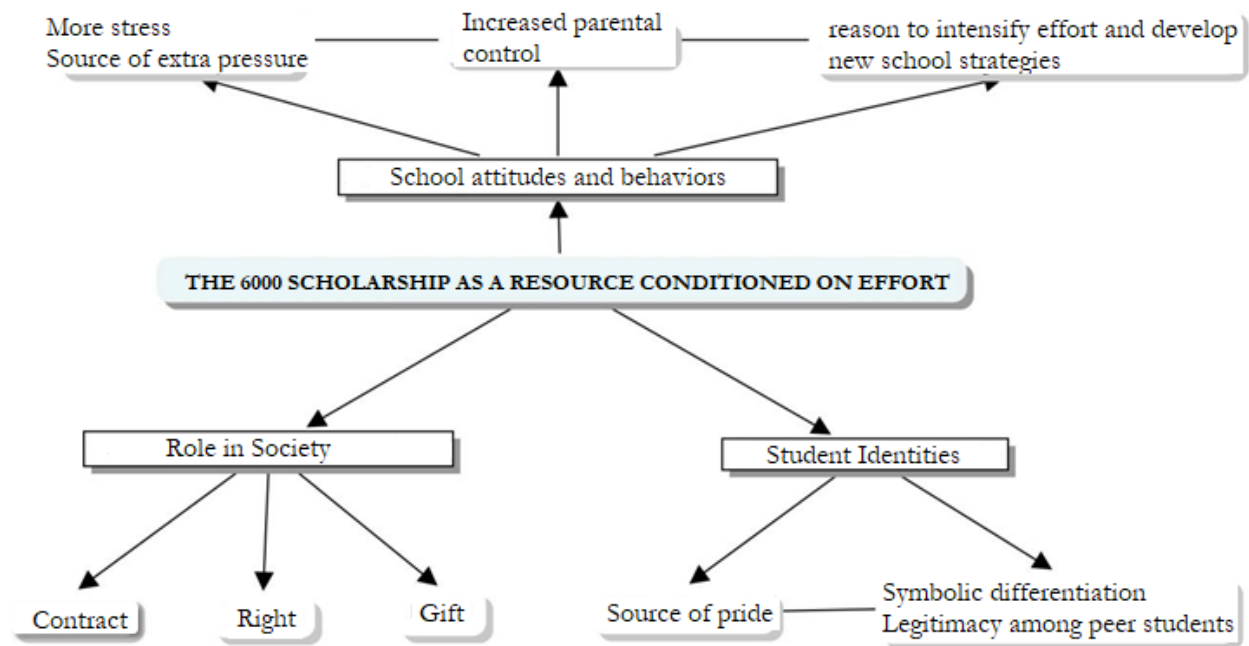 More stress
Source of extra pressure
Increased parental
control
reason to intensify effort and develop
new school strategies
School attitudes and behaviors
THE 6000 SCHOLARSHIP AS A RESOURCE CONDITIONED ON EFFORT
Role in Society
Student Identities
Contract
Right
Gift
Source of pride
Symbolic differentiation
Legitimacy among peer students